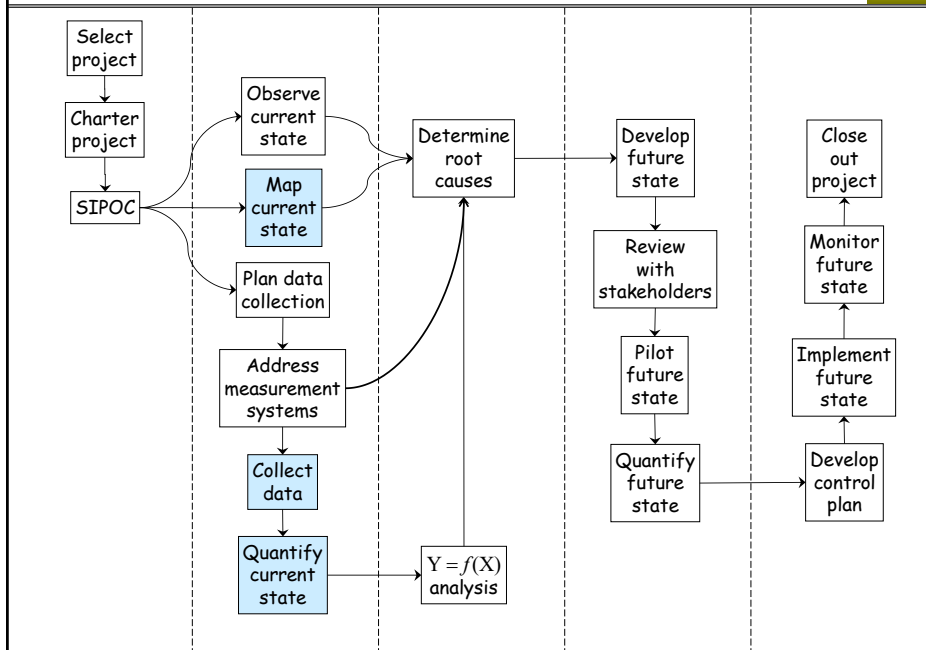 Select
project
Charter
project
SIPOC
Observe
current
state
Map
current
state
Plan data
collection
Address
measurement
systems
Collect
data
Quantify
current
state
Determine
root
causes
Y = f(X)
analysis
Develop
future
state
Review
with
stakeholders
Pilot
future
state
Quantify
future
state
Close
out
project
Monitor
future
state
Implement
future
state
Develop
control
plan